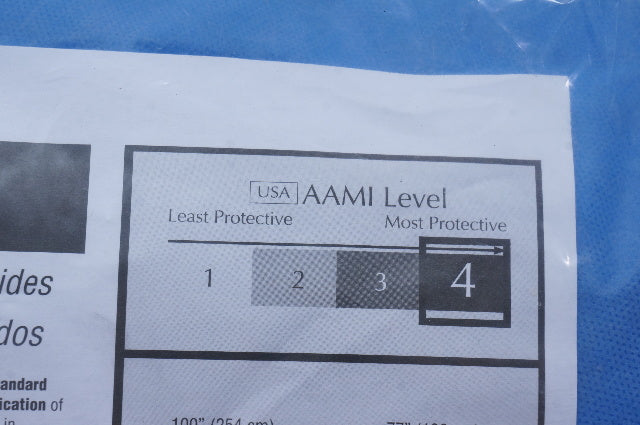 USA AAMI Level
Least Protective Most Protective
1 2 3 4
ides
dos
andard
ication of
in
100" (254 cm)